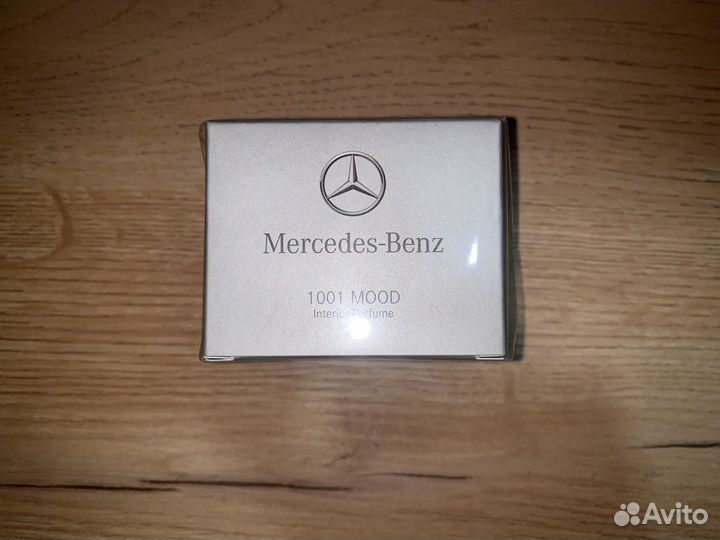 Mercedes-Benz
1001 MOOD
Interior Perfume
Avito